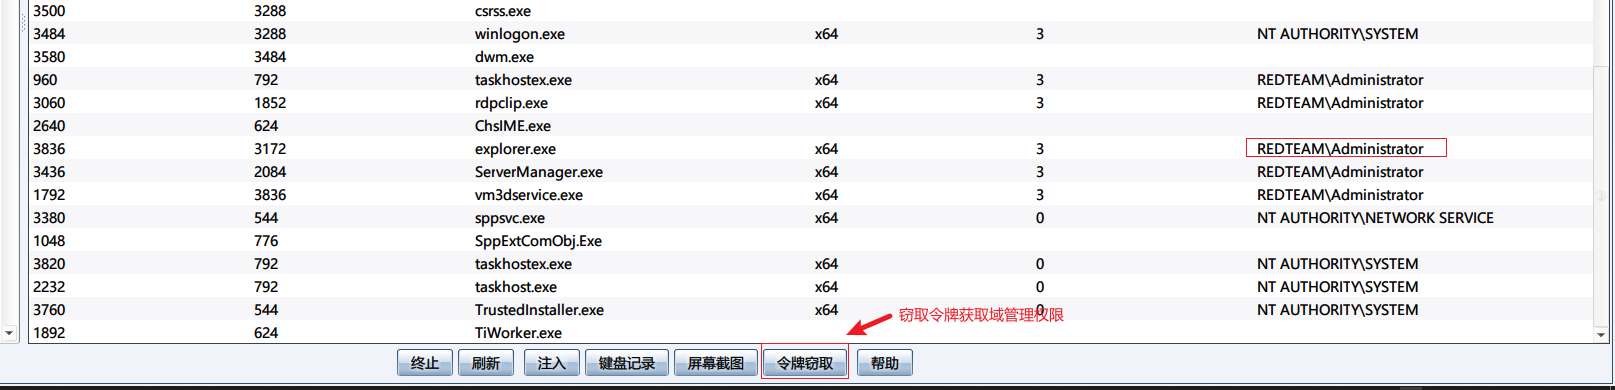 3500 3288 csrss.exe
3484 3288 winlogon.exe x64 3 NT AUTHORITY\SYSTEM
3580 3484 dwm.exe
960 792 taskhostex.exe x64 3 REDTEAM\Administrator
3060 1852 rdpclip.exe x64 3 REDTEAM\Administrator
2640 624 ChsIME.exe
3836 3172 explorer.exe x64 3 REDTEAM\Administrator
3436 2084 ServerManager.exe x64 3 REDTEAM\Administrator
1792 3836 vm3dservice.exe x64 3 REDTEAM\Administrator
3380 544 sppsvc.exe x64 0 NT AUTHORITY\NETWORK SERVICE
1048 776 SppExtComObj.Exe
3820 792 taskhostex.exe x64 0 NT AUTHORITY\SYSTEM
2232 792 taskhost.exe x64 0 NT AUTHORITY\SYSTEM
3760 544 TrustedInstaller.exe x64 0 NT AUTHORITY\SYSTEM
窃取令牌获取域管理权限
1892 624 TiWorker.exe
终止 刷新 注入 键盘记录 屏幕截图 令牌窃取 帮助